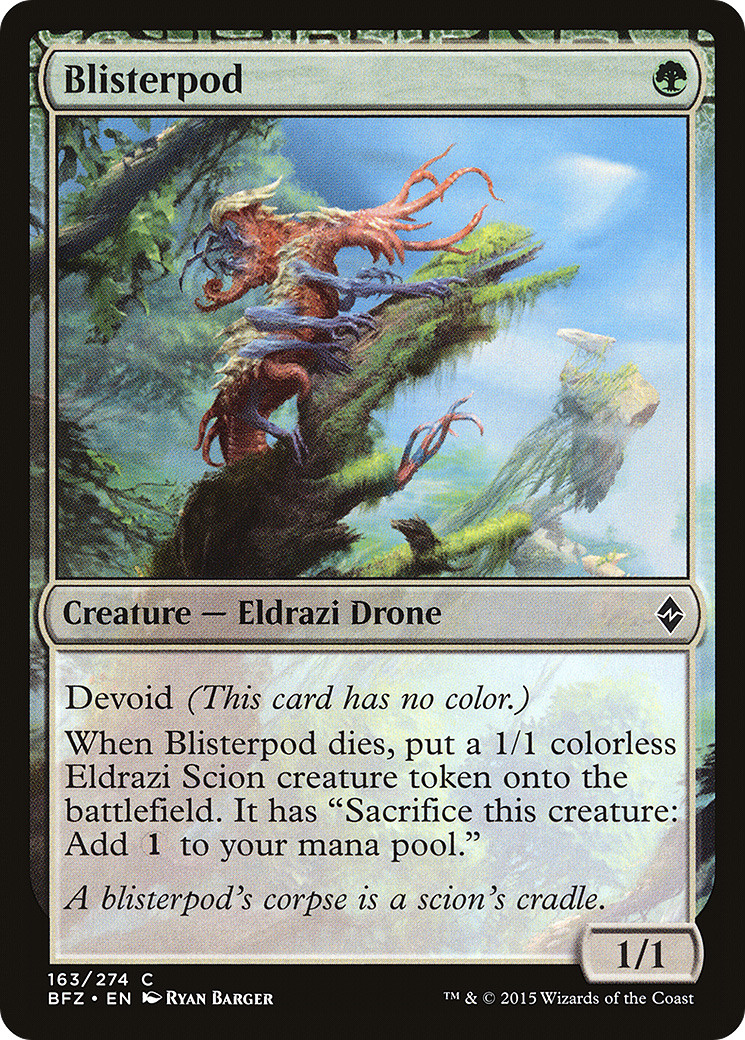 Blisterpod
Creature — Eldrazi Drone
Devoid (This card has no color.)
When Blisterpod dies, put a 1/1 colorless
Eldrazi Scion creature token onto the
battlefield. It has “Sacrifice this creature:
Add 1 to your mana pool.”
A blisterpod’s corpse is a scion’s cradle.
1/1
163/274 C
BFZ • EN Ryan Barger
™ & © 2015 Wizards of the Coast